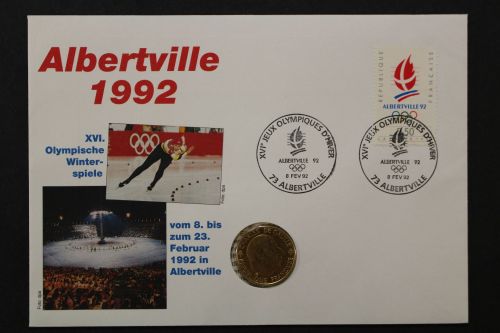 Albertville
1992
XVI.
Olympische
Winter-
spiele
vom 8. bis
zum 23.
Februar
1992 in
Albertville
REPUBLIQUE
FRANÇAISE
ALBERTVILLE 92
XVIe JEUX OLYMPIQUES D'HIVER
ALBERTVILLE 92
8 FEV 92
73 ALBERTVILLE
XVIe JEUX OLYMPIQUES D'HIVER
ALBERTVILLE 92
8 FEV 92
73 ALBERTVILLE